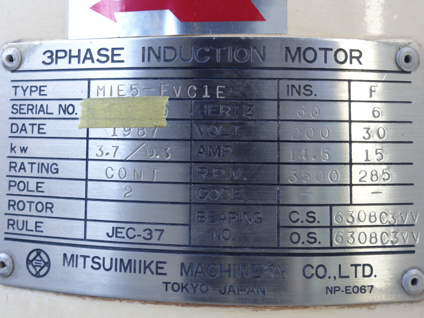 3PHASE INDUCTION MOTOR
TYPE MIE5-FVC1E INS. F
SERIAL NO. HERTZ 60 6
DATE 1987 VOLT 200 30
kw 3.7/0.3 AMP. 14.5 15
RATING CONT R.P.M. 3500 285
POLE 2 CODE - -
ROTOR BEARING C.S. 6308C3VV
RULE JEC-37 NO. O.S. 6308C3VV
MITSUIMIIKE MACHINERY CO.,LTD.
TOKYO JAPAN NP-E067